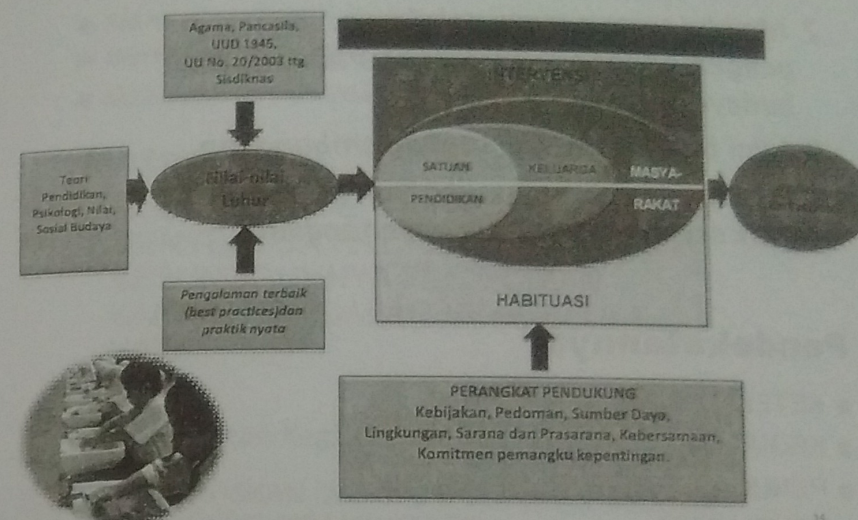 Agama, Pancasila,
UUD 1945,
UU No. 20/2003 ttg
Sisdiknas
INTERVENSI
Teori
Pendidikan,
Psikologi, Nilai,
Sosial Budaya
Nilai-nilai
Luhur
SATUAN
PENDIDIKAN
KELUARGA
MASYA-
RAKAT
Pengalaman terbaik
(best practices)dan
praktik nyata
HABITUASI
PERANGKAT PENDUKUNG
Kebijakan, Pedoman, Sumber Daya,
Lingkungan, Sarana dan Prasarana, Kebersamaan,
Komitmen pemangku kepentingan.